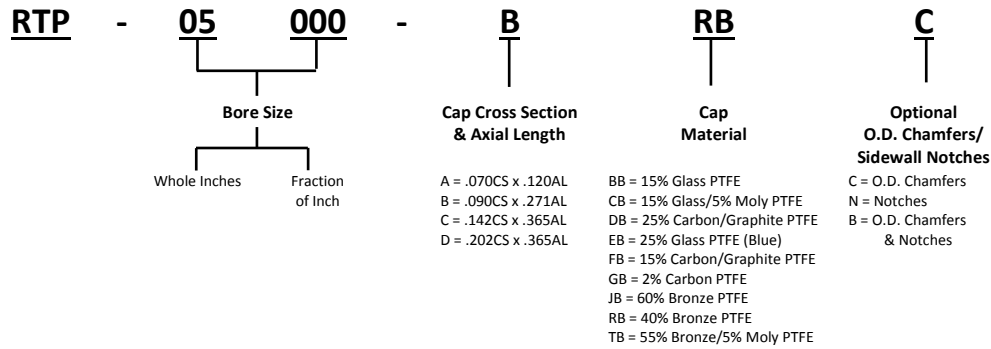 RTP - 05 000 - B RB C
Bore Size
Whole Inches
Fraction
of Inch
Cap Cross Section
& Axial Length
A = .070CS x .120AL
B = .090CS x .271AL
C = .142CS x .365AL
D = .202CS x .365AL
Cap
Material
BB = 15% Glass PTFE
CB = 15% Glass/5% Moly PTFE
DB = 25% Carbon/Graphite PTFE
EB = 25% Glass PTFE (Blue)
FB = 15% Carbon/Graphite PTFE
GB = 2% Carbon PTFE
JB = 60% Bronze PTFE
RB = 40% Bronze PTFE
TB = 55% Bronze/5% Moly PTFE
Optional
O.D. Chamfers/
Sidewall Notches
C = O.D. Chamfers
N = Notches
B = O.D. Chamfers
& Notches